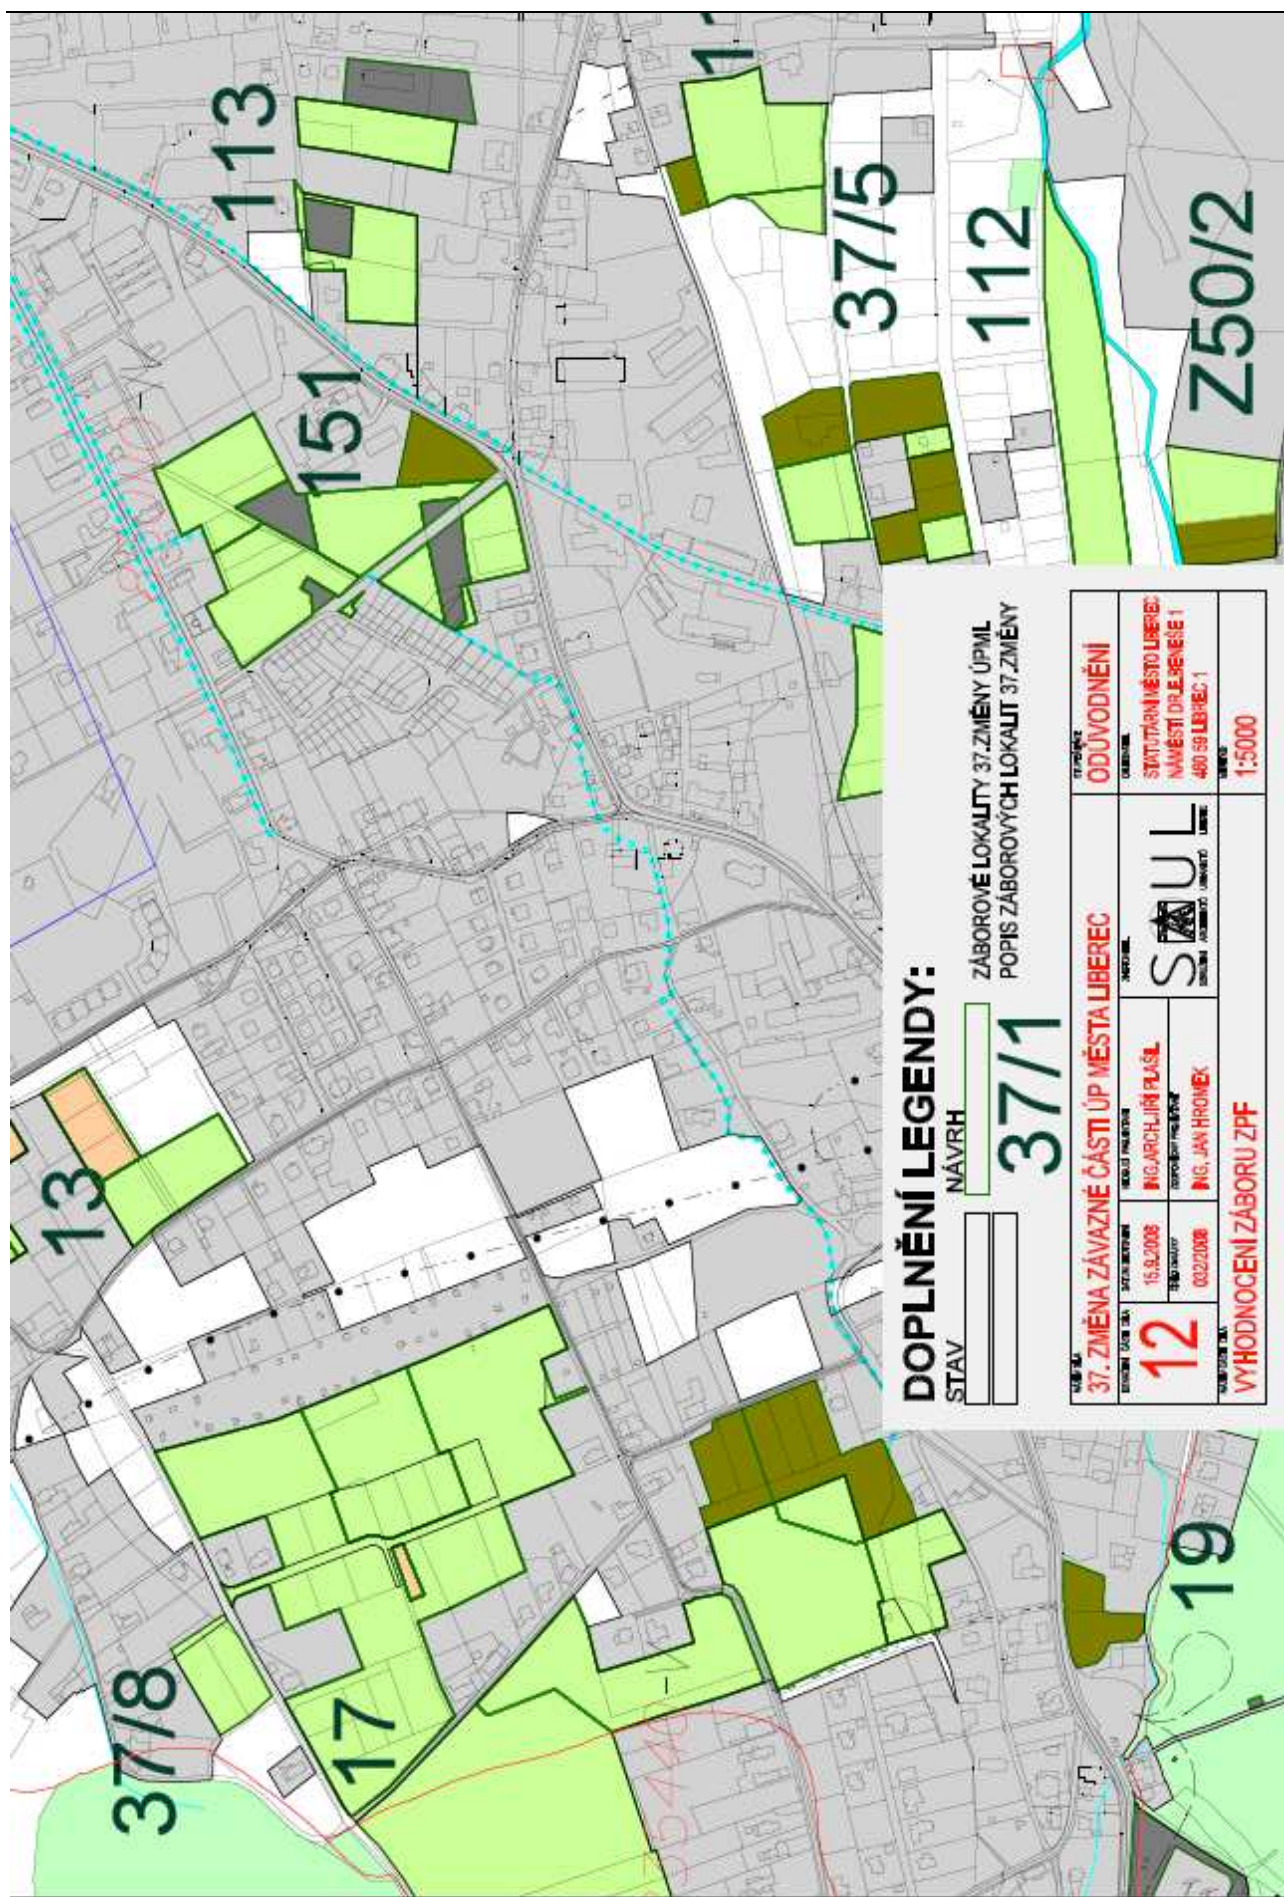 113
151
37/5
112
Z50/2
13
37/8
17
19
DOPLNĚNÍ LEGENDY:
STAV
NÁVRH
ZÁBOROVÉ LOKALITY 37.ZMĚNY ÚPML
37/1
POPIS ZÁBOROVÝCH LOKALIT 37.ZMĚNY
37. ZMĚNA ZÁVAZNÉ ČÁSTI ÚP MĚSTA LIBEREC
ODŮVODNĚNÍ
12
15.9.2008
ING.ARCH.JIŘÍ PLAŠIL
002/2008
ING. JAN HROMEK
SAUL
STATUTÁRNÍ MĚSTO LIBEREC
NÁMĚSTÍ DR.E.BENEŠE 1
460 59 LIBREC 1
VYHODNOCENÍ ZÁBORU ZPF
1:5000